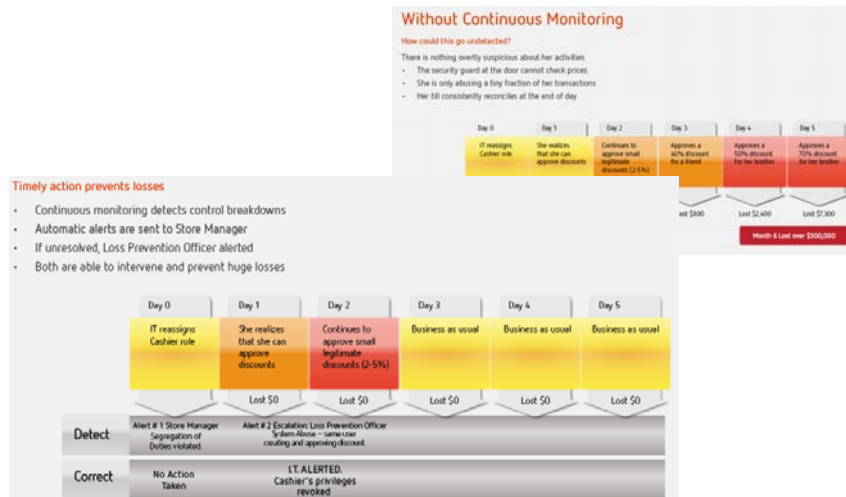 Without Continuous Monitoring
How could this go undetected?
There is nothing overtly suspicious about her activities
• The security guard at the door cannot check prices
• She is only abusing a tiny fraction of her transactions
• Her till consistently reconciles at the end of day
Day 0 Day 1 Day 2 Day 3 Day 4 Day 5
IT reassigns She realizes Continues to Approves a Approves a Approves a
Cashier role that she can approve small 40% discount 50% discount 70% discount
approve discounts legitimate for a friend for her brother for her brother
discounts (2-5%)
$800 Lost $2,400 Lost $7,300
Month 6 Lost over $300,000
Timely action prevents losses
• Continuous monitoring detects control breakdowns
• Automatic alerts are sent to Store Manager
• If unresolved, Loss Prevention Officer alerted
• Both are able to intervene and prevent huge losses
Day 0 Day 1 Day 2 Day 3 Day 4 Day 5
IT reassigns She realizes Continues to Business as usual Business as usual Business as usual
Cashier role that she can approve small
approve legitimate
discounts discounts (2-5%)
Lost $0 Lost $0 Lost $0 Lost $0 Lost $0
Detect
Alert # 1 Store Manager
Segregation of
Duties violated.
Alert # 2 Escalation: Loss Prevention Officer
System Abuse – same user
creating and approving discount.
Correct
No Action
Taken
I.T. ALERTED.
Cashier's privileges
revoked